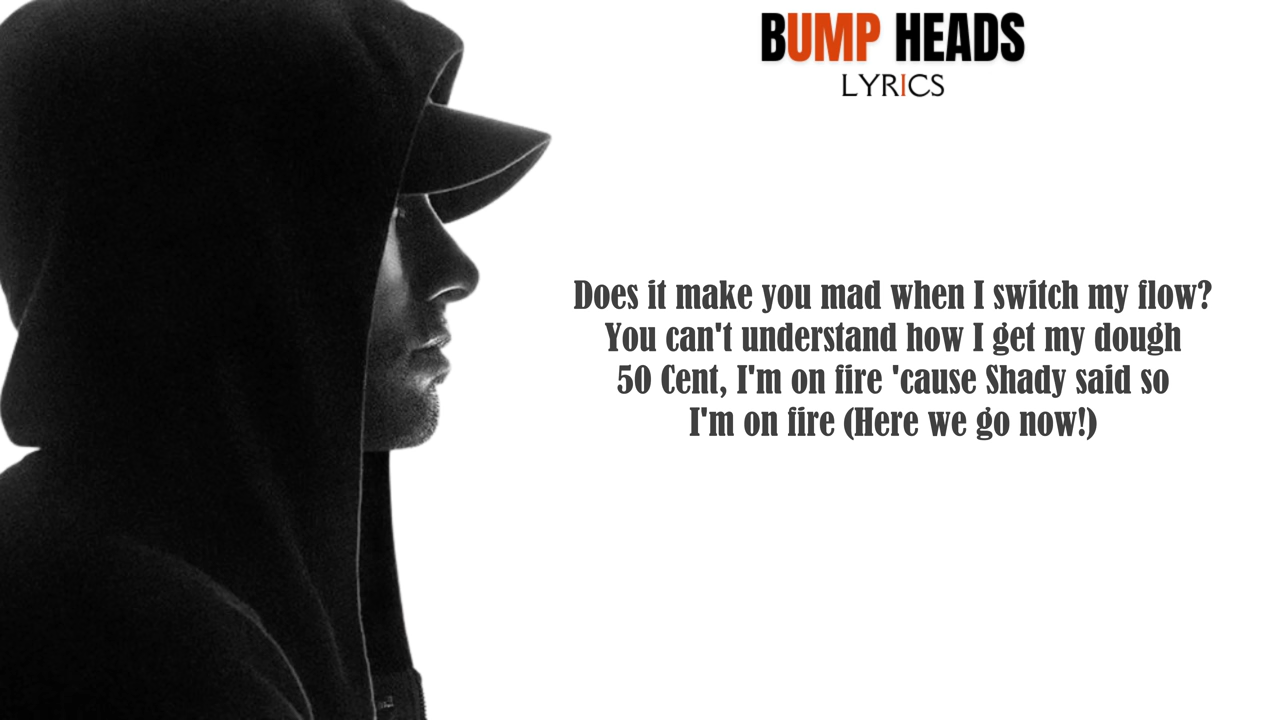 BUMP HEADS
LYRICS
Does it make you mad when I switch my flow?
You can't understand how I get my dough
50 Cent, I'm on fire 'cause Shady said so
I'm on fire (Here we go now!)